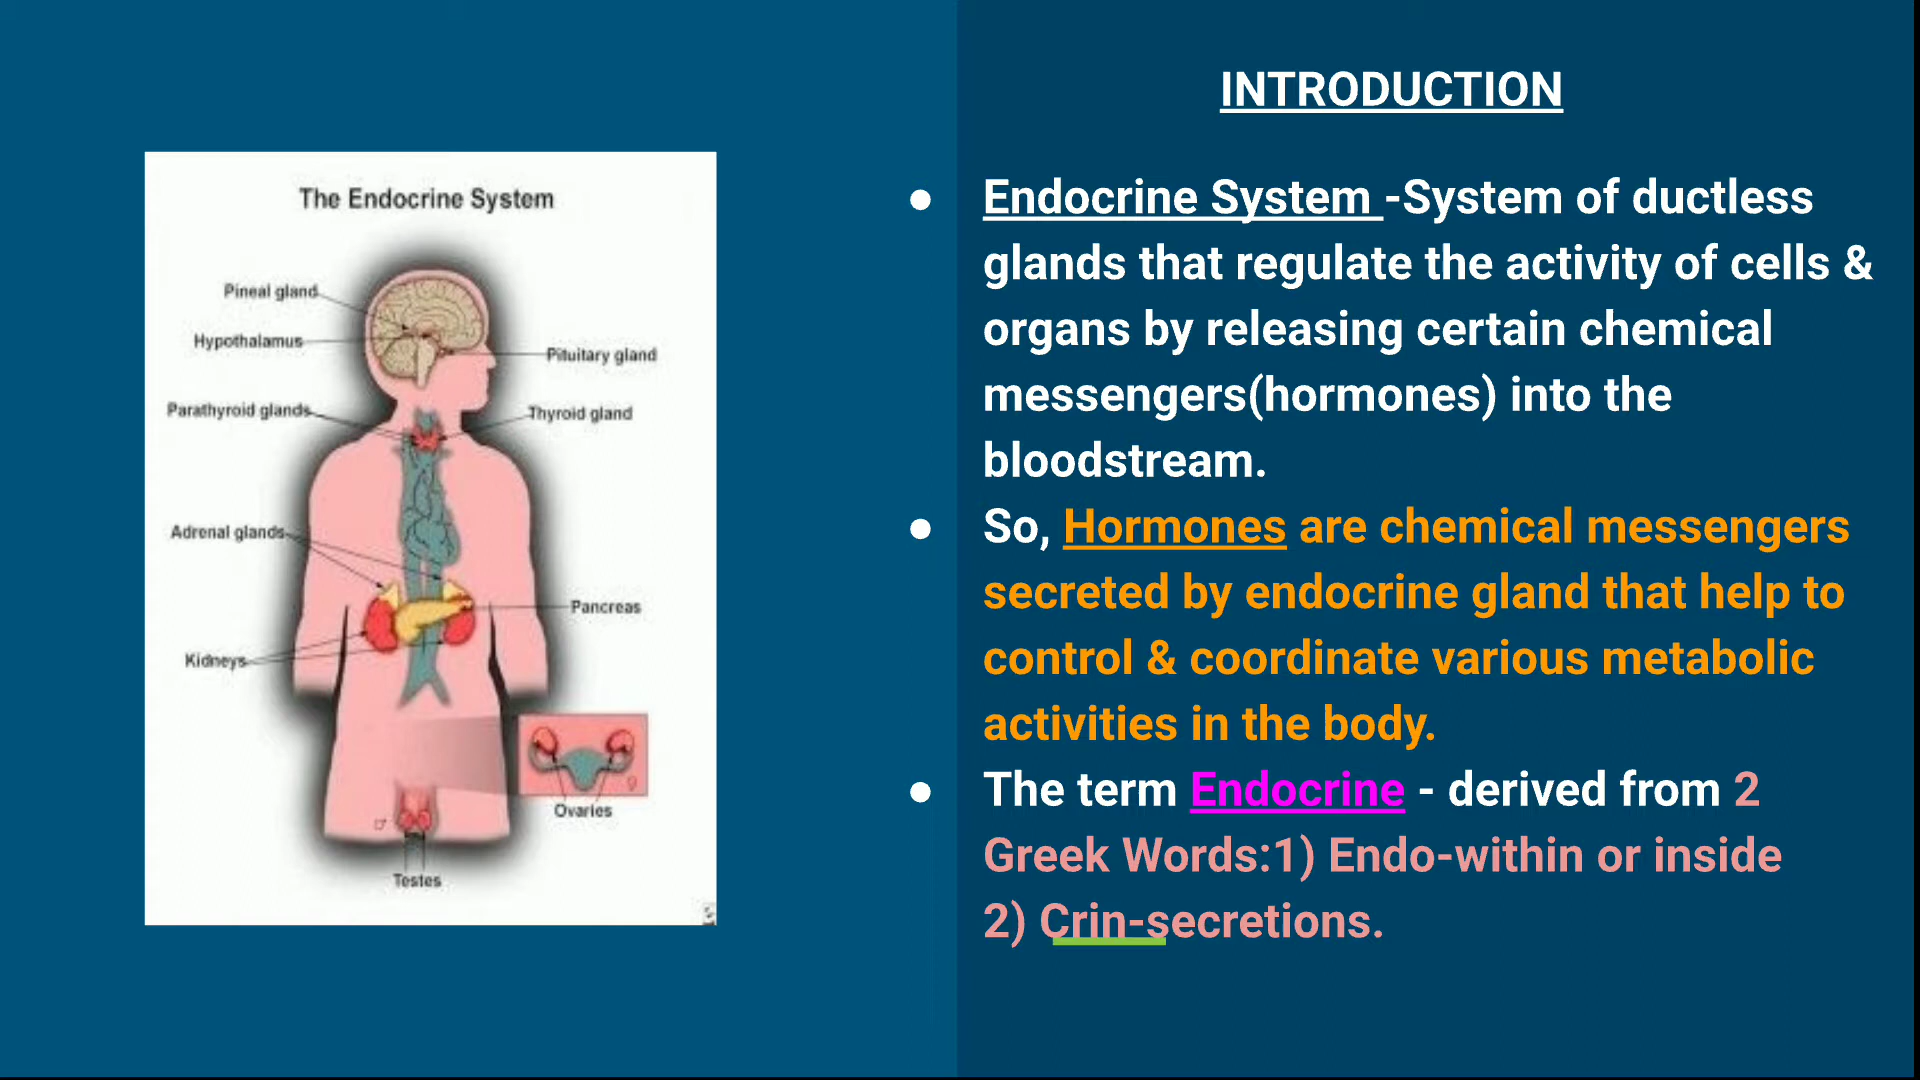 The Endocrine System
Pineal gland
Hypothalamus
Pituitary gland
Parathyroid glands
Thyroid gland
Adrenal glands
Pancreas
Kidneys
Ovaries
Testes
INTRODUCTION
● Endocrine System -System of ductless
glands that regulate the activity of cells &
organs by releasing certain chemical
messengers(hormones) into the
bloodstream.
● So, Hormones are chemical messengers
secreted by endocrine gland that help to
control & coordinate various metabolic
activities in the body.
● The term Endocrine - derived from 2
Greek Words:1) Endo-within or inside
2) Crin-secretions.